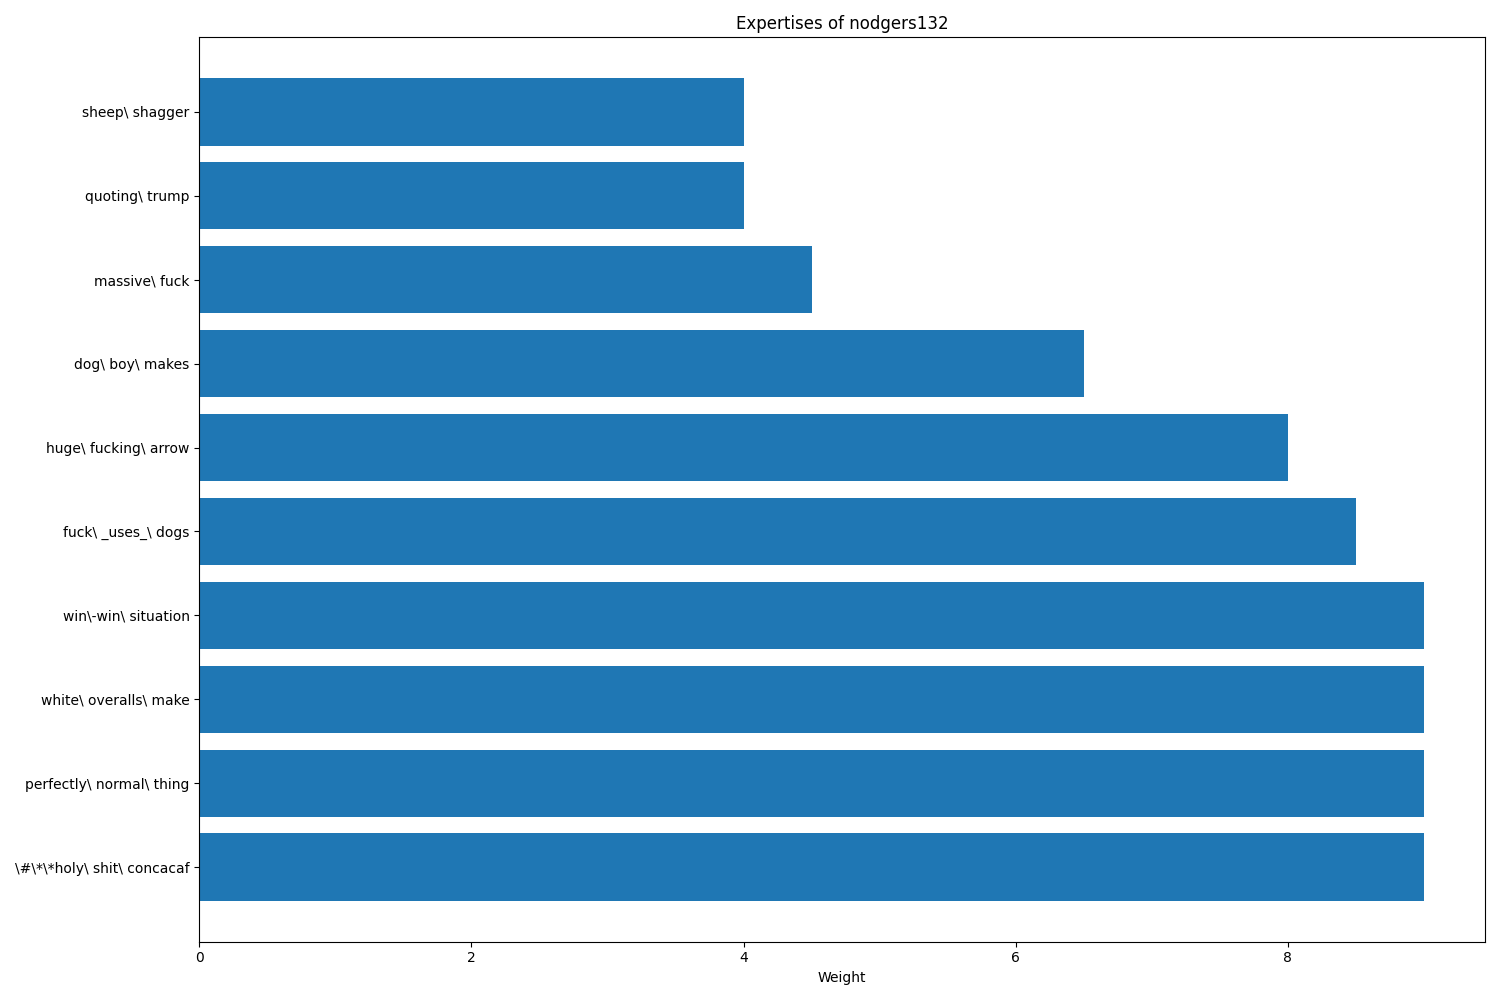 Expertises of nodgers132
sheep\ shagger
quoting\ trump
massive\ fuck
dog\ boy\ makes
huge\ fucking\ arrow
fuck\ _uses_\ dogs
win\-win\ situation
white\ overalls\ make
perfectly\ normal\ thing
\#\*\*holy\ shit\ concacaf
0 2 4 6 8
Weight